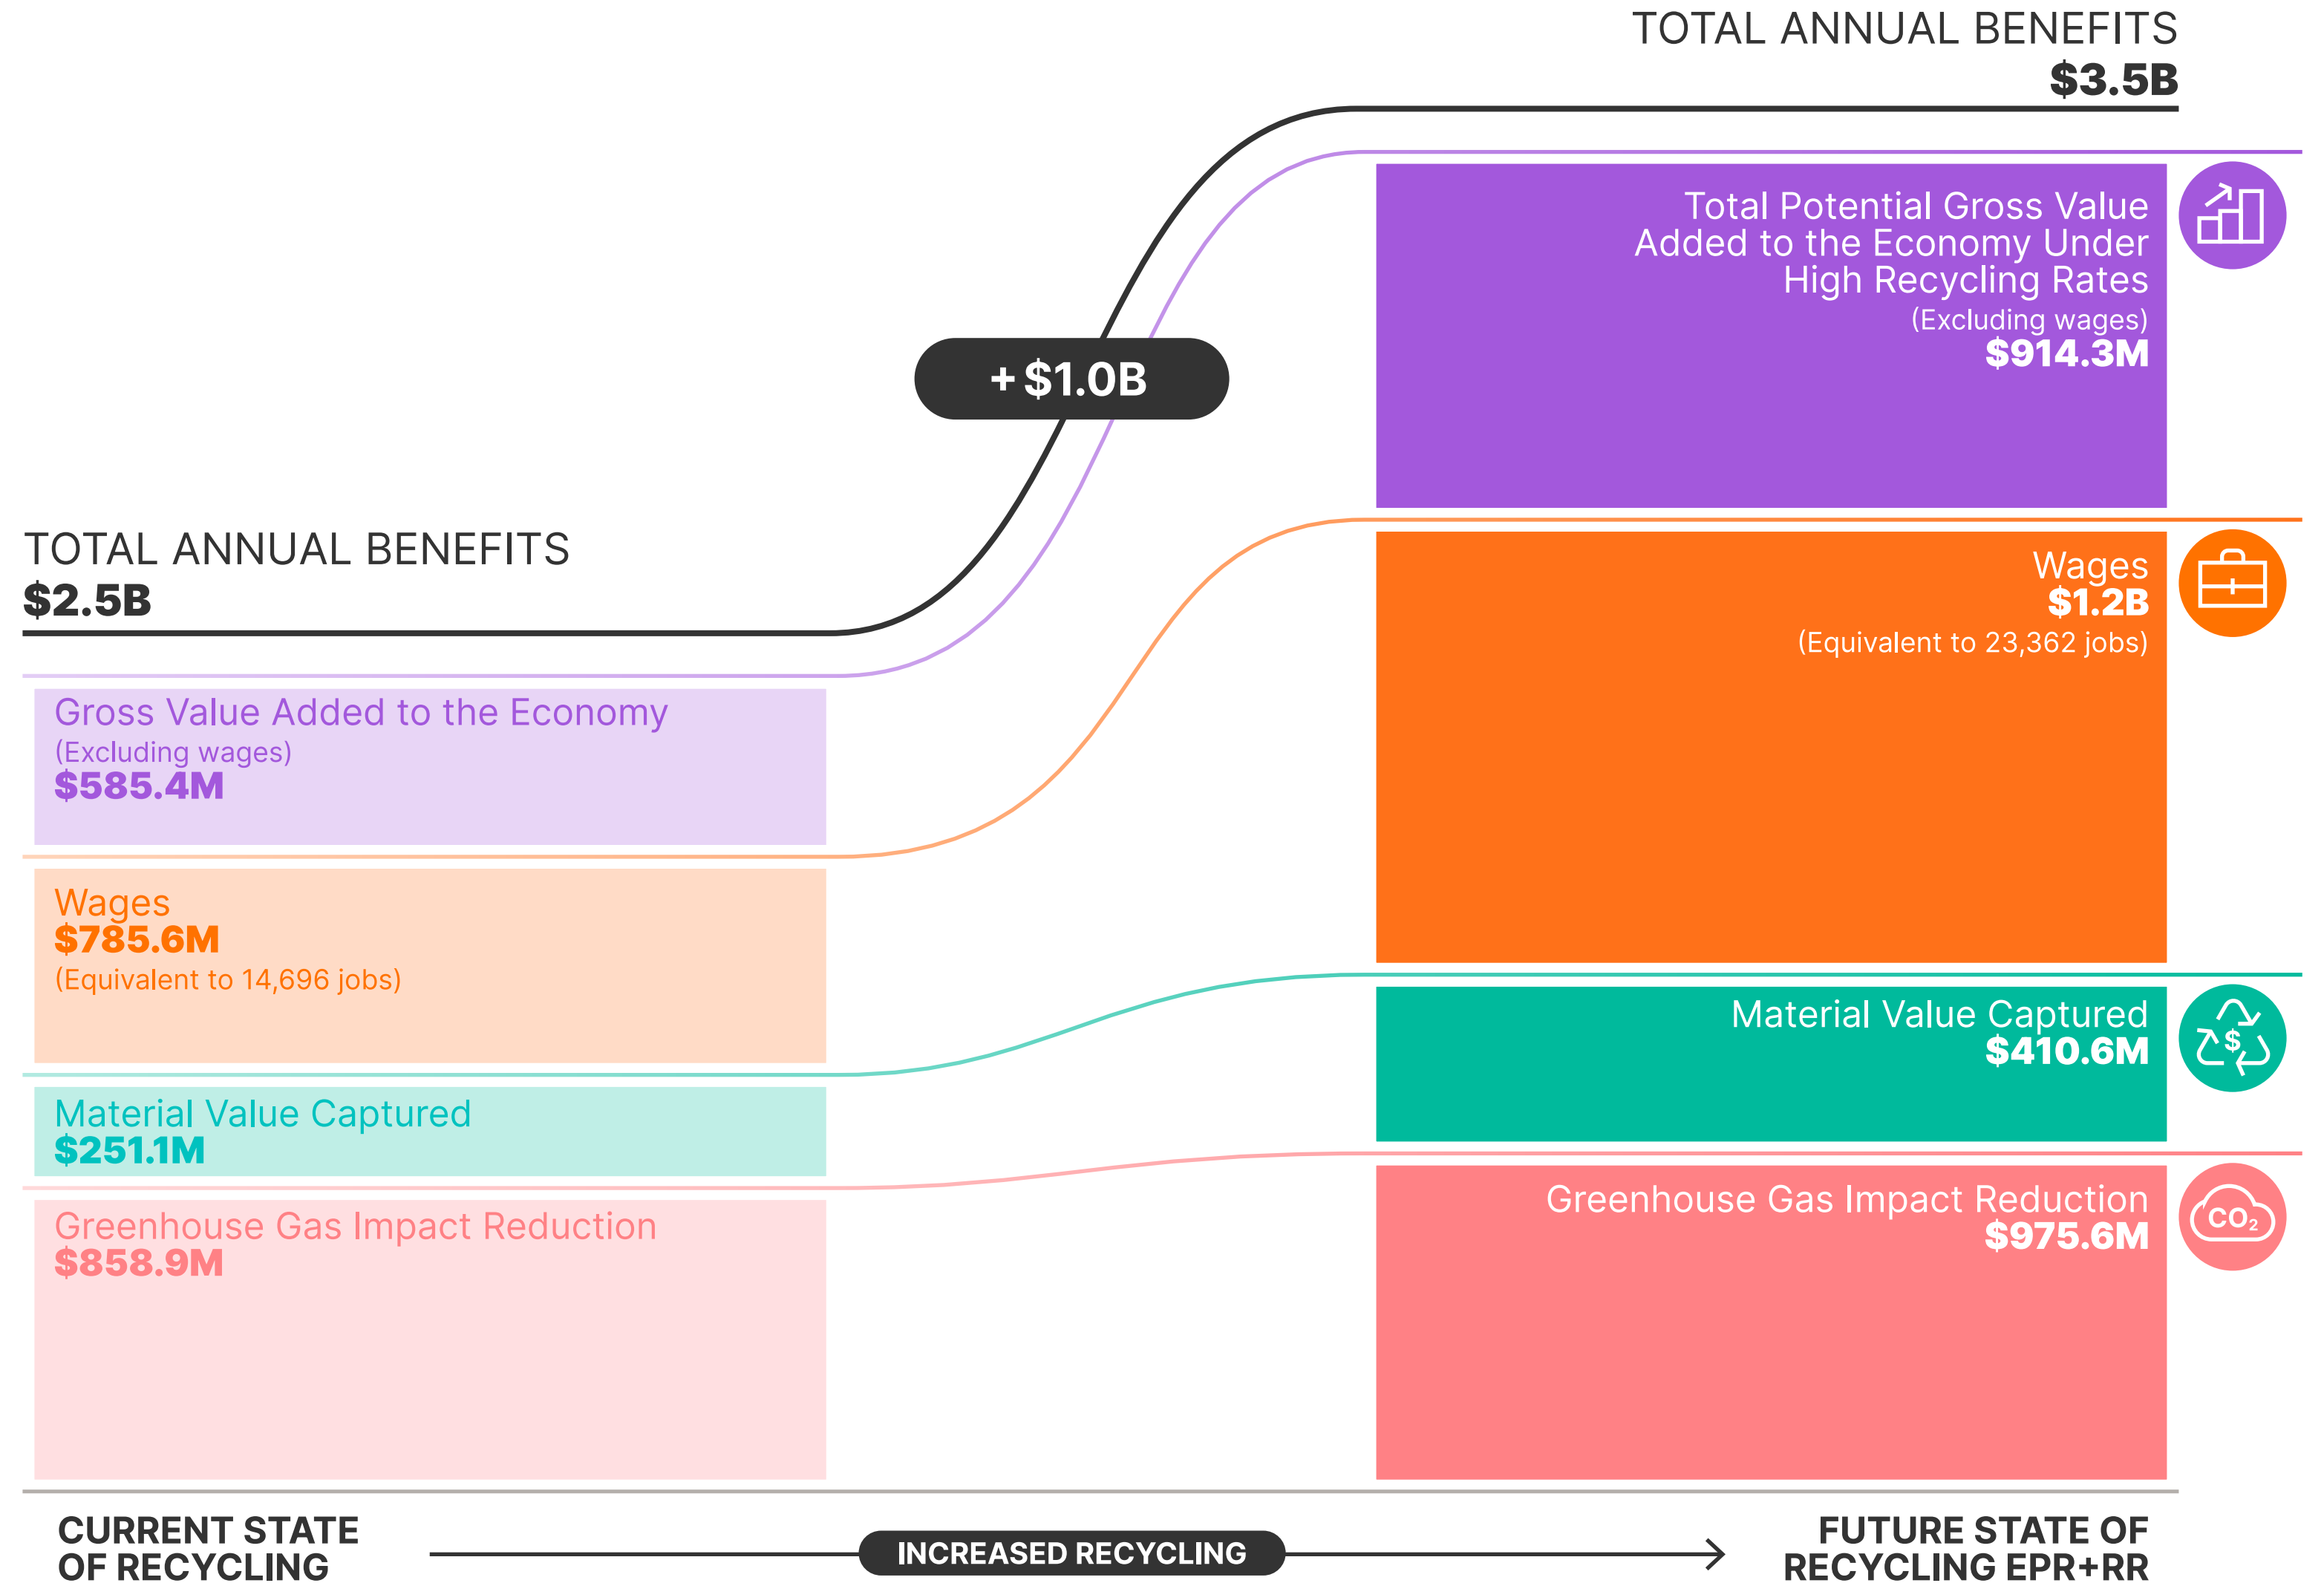 TOTAL ANNUAL BENEFITS
$3.5B
Total Potential Gross Value
Added to the Economy Under
High Recycling Rates
(Excluding wages)
$914.3M
+ $1.0B
TOTAL ANNUAL BENEFITS
$2.5B
Wages
$1.2B
(Equivalent to 23,362 jobs)
Gross Value Added to the Economy
(Excluding wages)
$585.4M
Wages
$785.6M
(Equivalent to 14,696 jobs)
Material Value Captured
$410.6M
$
Material Value Captured
$251.1M
Greenhouse Gas Impact Reduction
$975.6M
CO2
Greenhouse Gas Impact Reduction
$858.9M
CURRENT STATE
OF RECYCLING
INCREASED RECYCLING
FUTURE STATE OF
RECYCLING EPR+RR